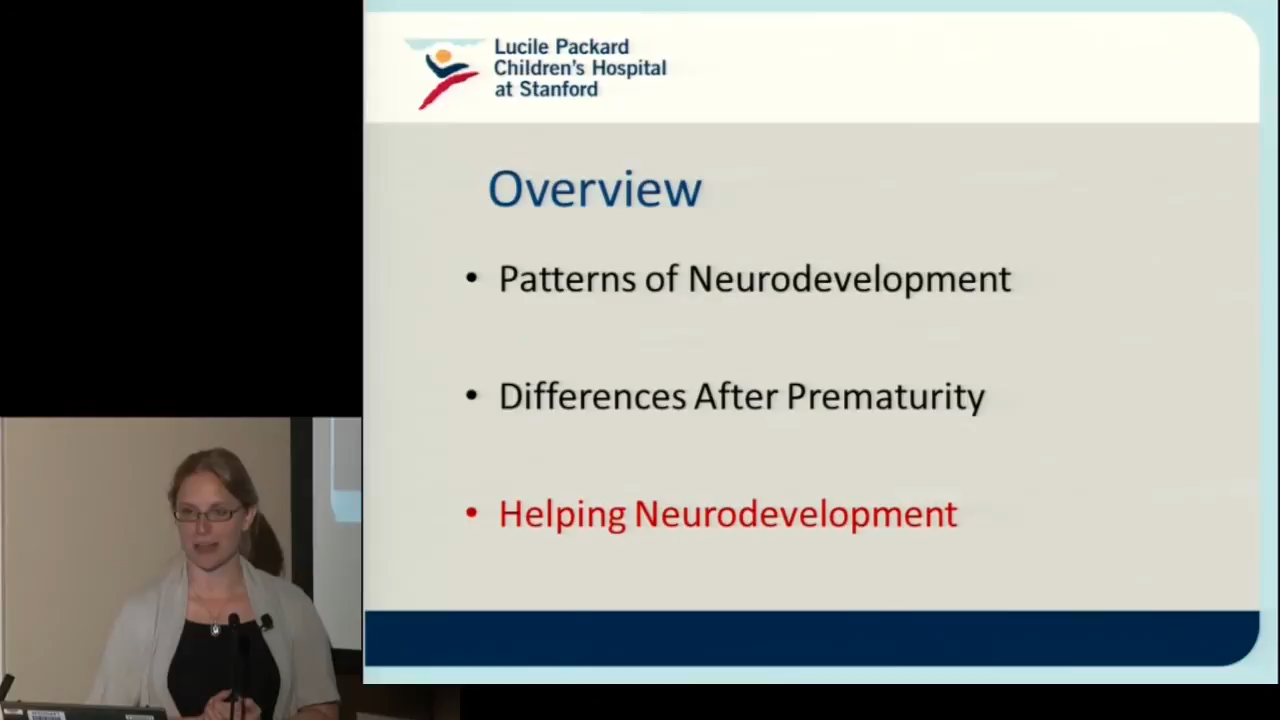 Lucile Packard
Children's Hospital
at Stanford
Overview
• Patterns of Neurodevelopment
• Differences After Prematurity
• Helping Neurodevelopment